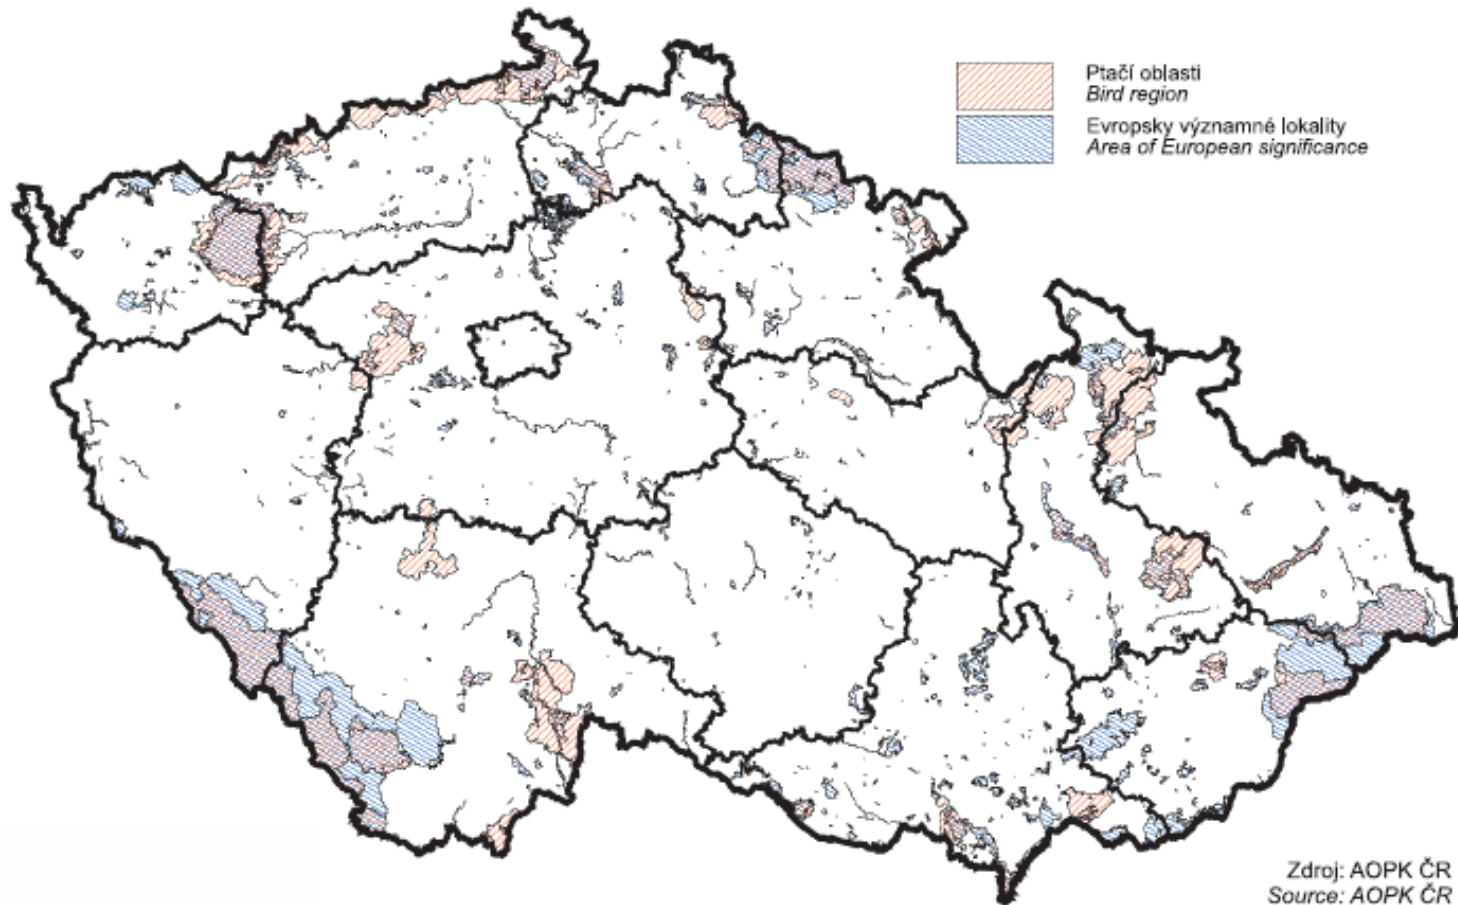 Ptačí oblasti
Bird region
Evropsky významné lokality
Area of European significance
Zdroj: AOPK ČR
Source: AOPK ČR